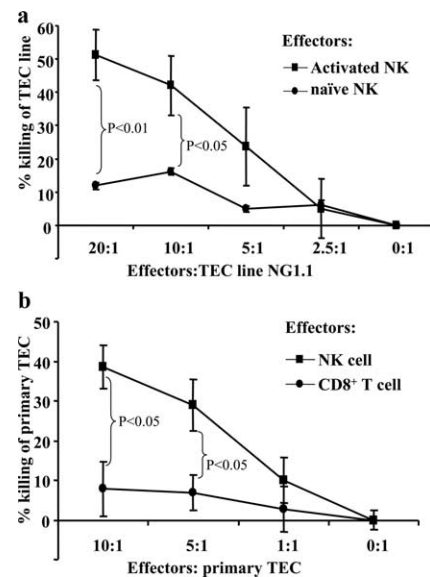 a
Effectors:
Activated NK
naïve NK
% killing of TEC line
60
50
40
30
20
10
0
P<0.01
P<0.05
20:1 10:1 5:1 2.5:1 0:1
Effectors:TEC line NG1.1
b
Effectors:
NK cell
CD8⁺ T cell
% killing of primary TEC
50
40
30
20
10
0
P<0.05
P<0.05
10:1 5:1 1:1 0:1
Effectors: primary TEC